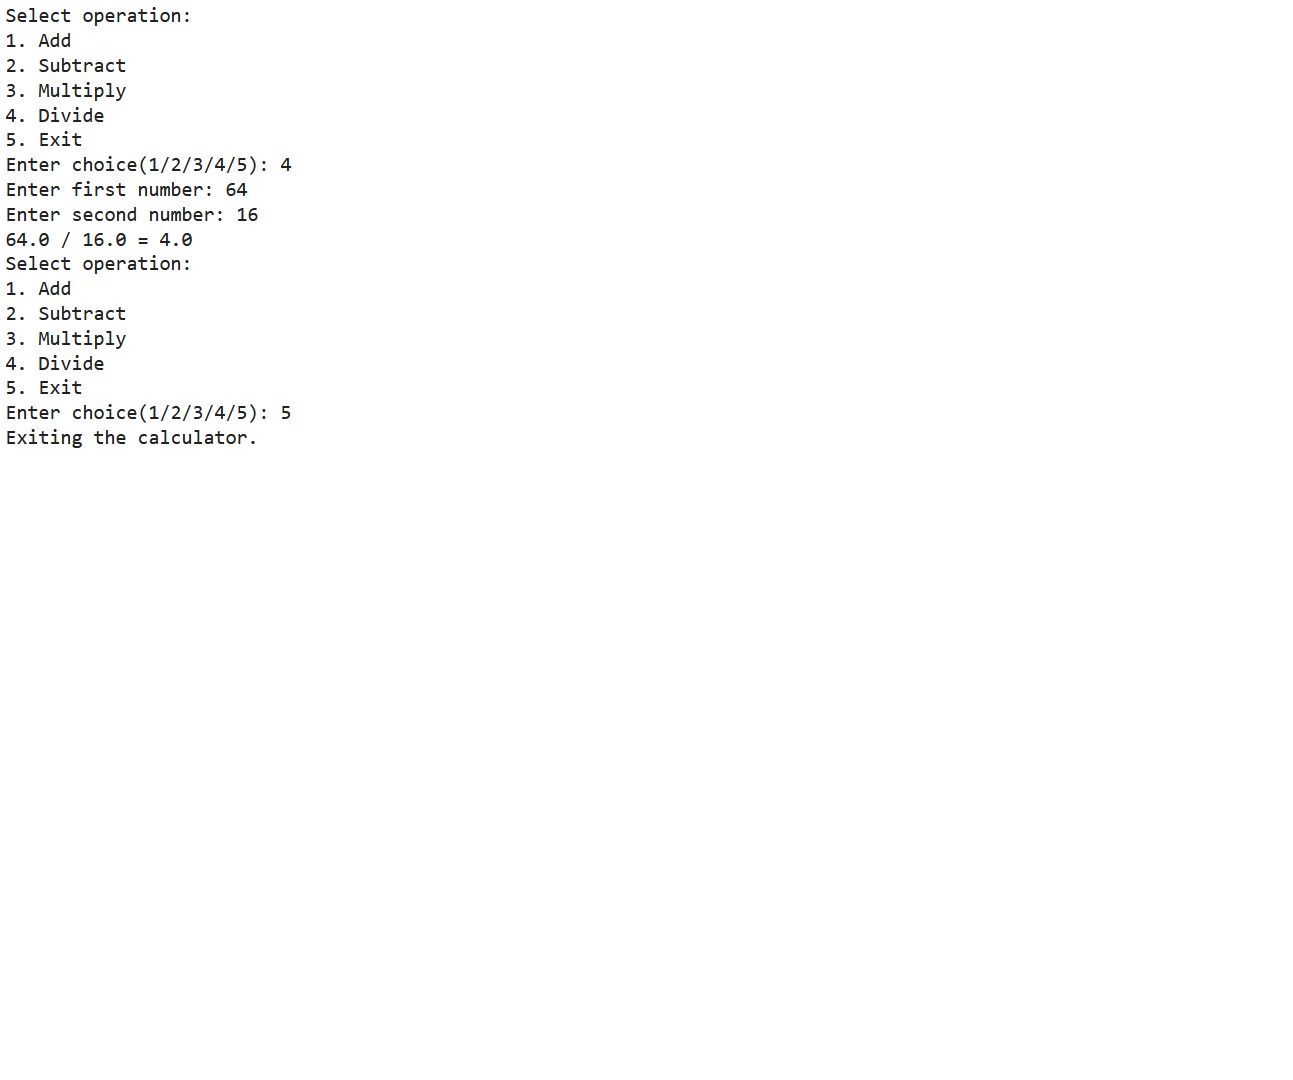 Select operation:
1. Add
2. Subtract
3. Multiply
4. Divide
5. Exit
Enter choice(1/2/3/4/5): 4
Enter first number: 64
Enter second number: 16
64.0 / 16.0 = 4.0
Select operation:
1. Add
2. Subtract
3. Multiply
4. Divide
5. Exit
Enter choice(1/2/3/4/5): 5
Exiting the calculator.